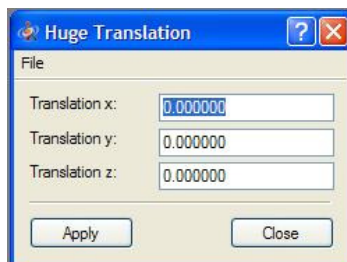 Huge Translation
File
Translation x: 0.000000
Translation y: 0.000000
Translation z: 0.000000
Apply Close